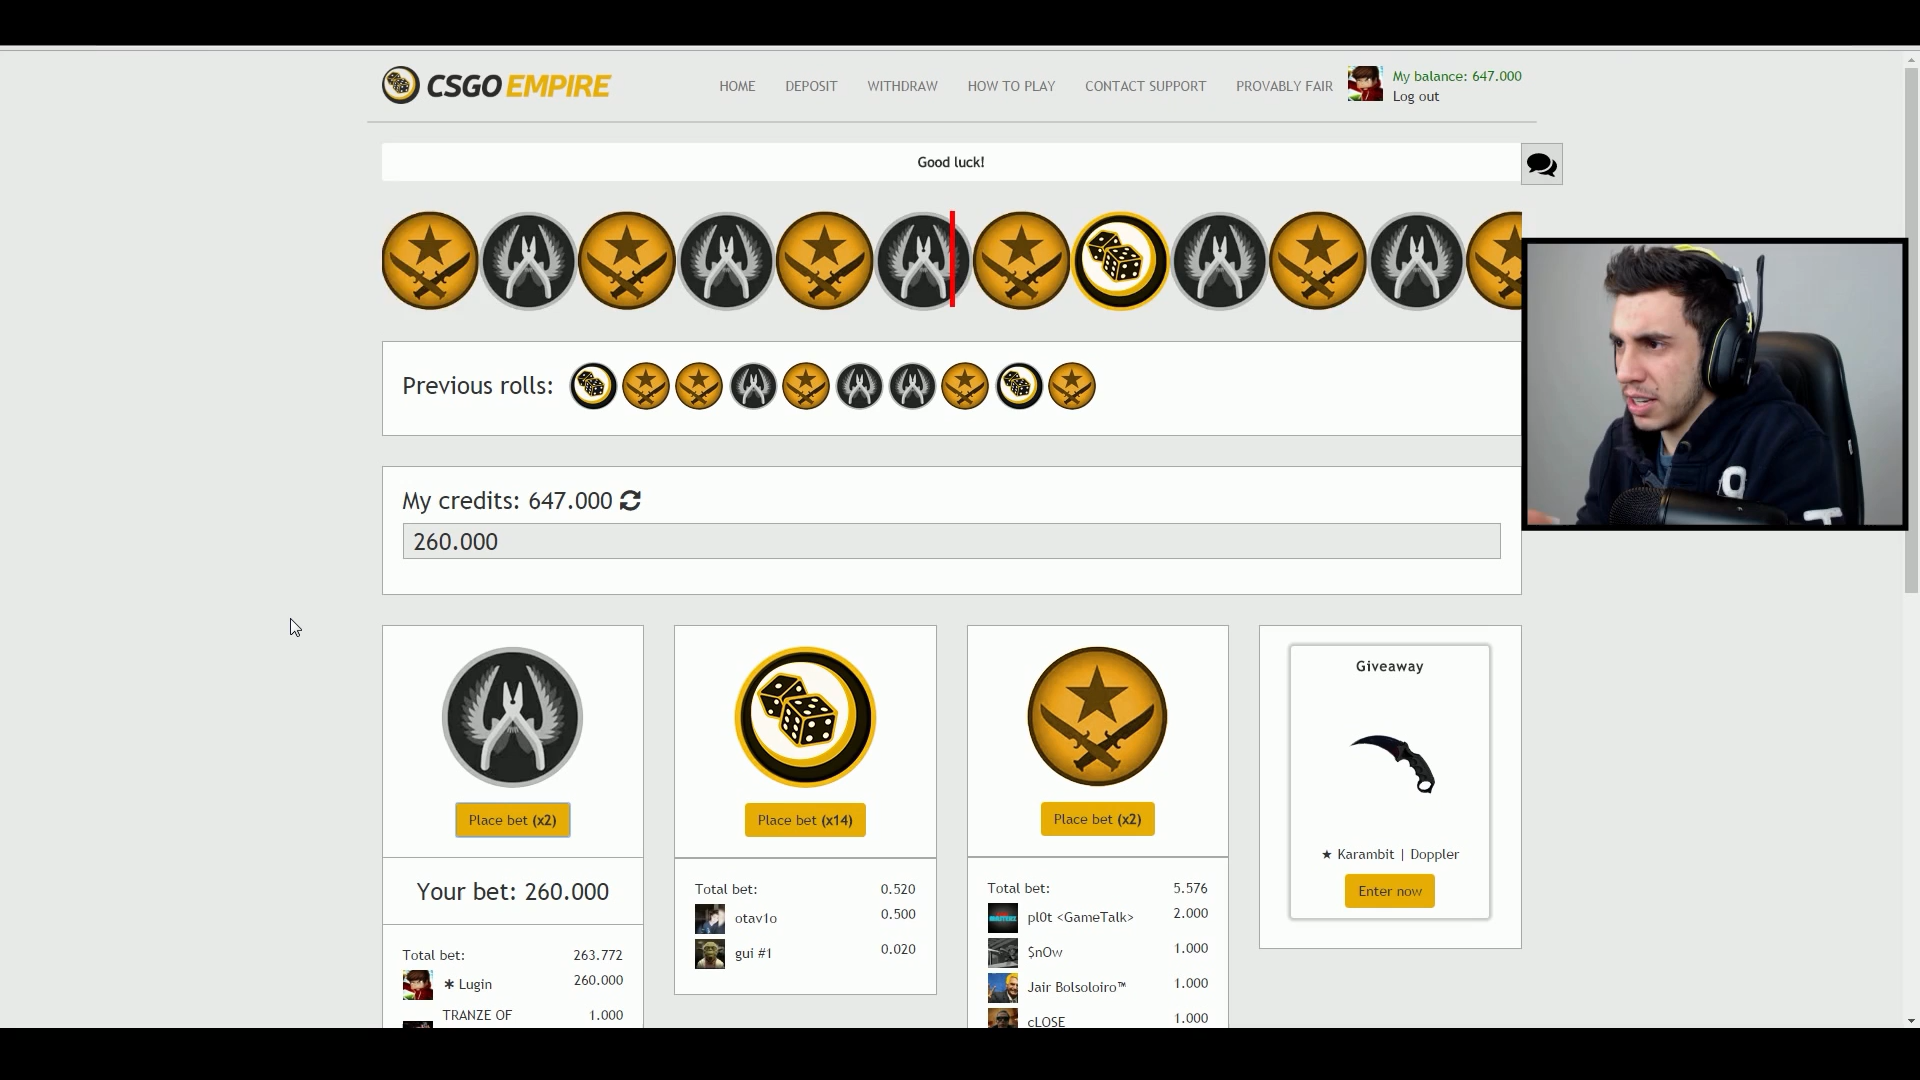 CSGO EMPIRE
HOME DEPOSIT WITHDRAW HOW TO PLAY CONTACT SUPPORT PROVABLY FAIR
My balance: 647.000
Log out
Good luck!
Previous rolls:
My credits: 647.000
260.000
Place bet (x2)
Your bet: 260.000
Total bet: 263.772
✱ Lugin 260.000
TRANZE OF 1.000
Place bet (x14)
Total bet: 0.520
otav1o 0.500
gui #1 0.020
Place bet (x2)
Total bet: 5.576
pl0t <GameTalk> 2.000
$nOw 1.000
Jair Bolsoloiro™ 1.000
cLOSE 1.000
Giveaway
★ Karambit | Doppler
Enter now
9